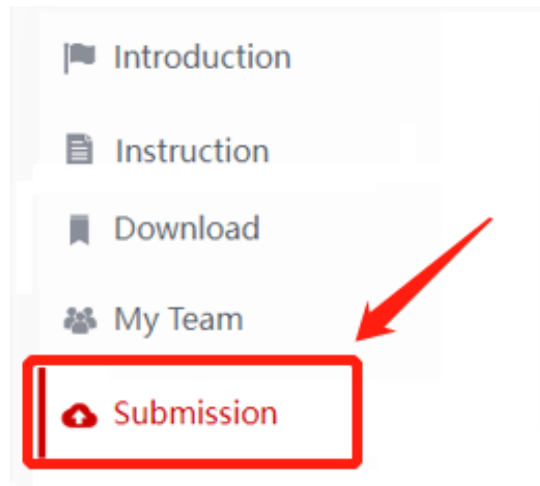 Introduction
Instruction
Download
My Team
Submission